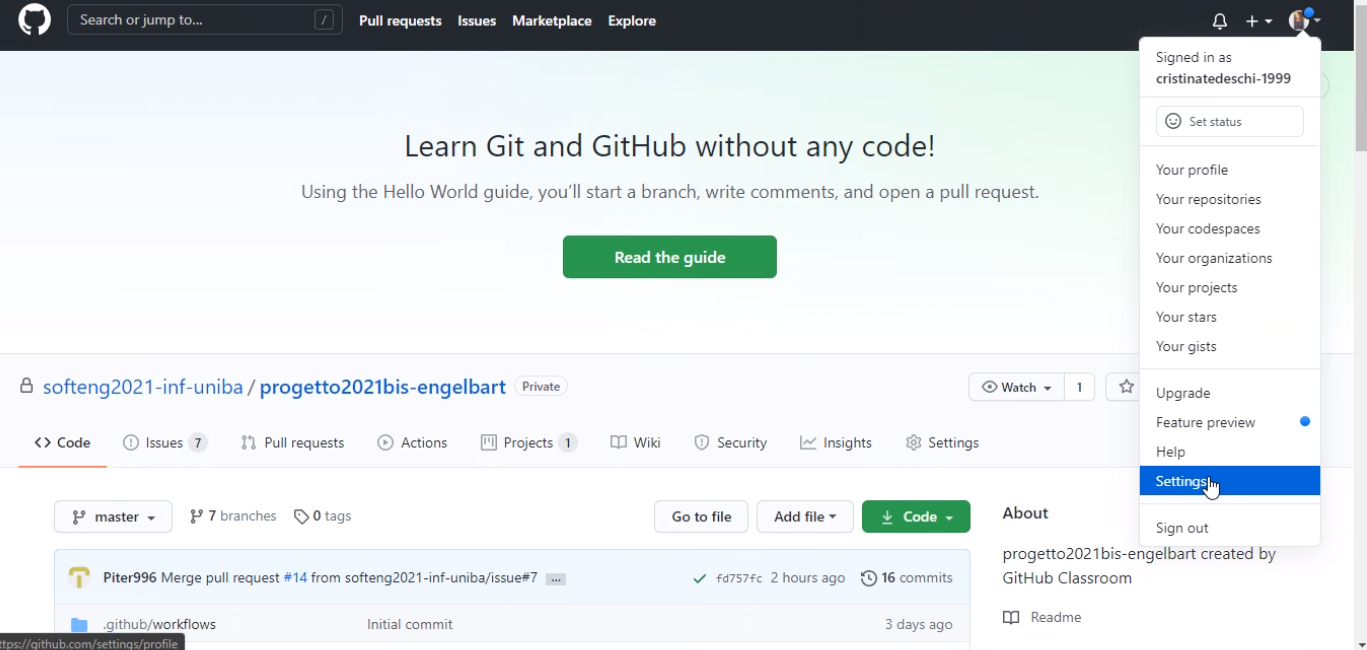 Search or jump to... /
Pull requests Issues Marketplace Explore
Signed in as
cristinatedeschi-1999
Set status
Your profile
Your repositories
Your codespaces
Your organizations
Your projects
Your stars
Your gists
Upgrade
Feature preview
Help
Settings
Sign out
Learn Git and GitHub without any code!
Using the Hello World guide, you'll start a branch, write comments, and open a pull request.
Read the guide
softeng2021-inf-uniba / progetto2021bis-engelbart Private
Watch 1
Code Issues 7 Pull requests Actions Projects 1 Wiki Security Insights Settings
master 7 branches 0 tags Go to file Add file Code
Piter996 Merge pull request #14 from softeng2021-inf-uniba/issue#7 ... fd757fc 2 hours ago 16 commits
.github/workflows Initial commit 3 days ago
About
progetto2021bis-engelbart created by
GitHub Classroom
Readme
ttps://github.com/settings/profile